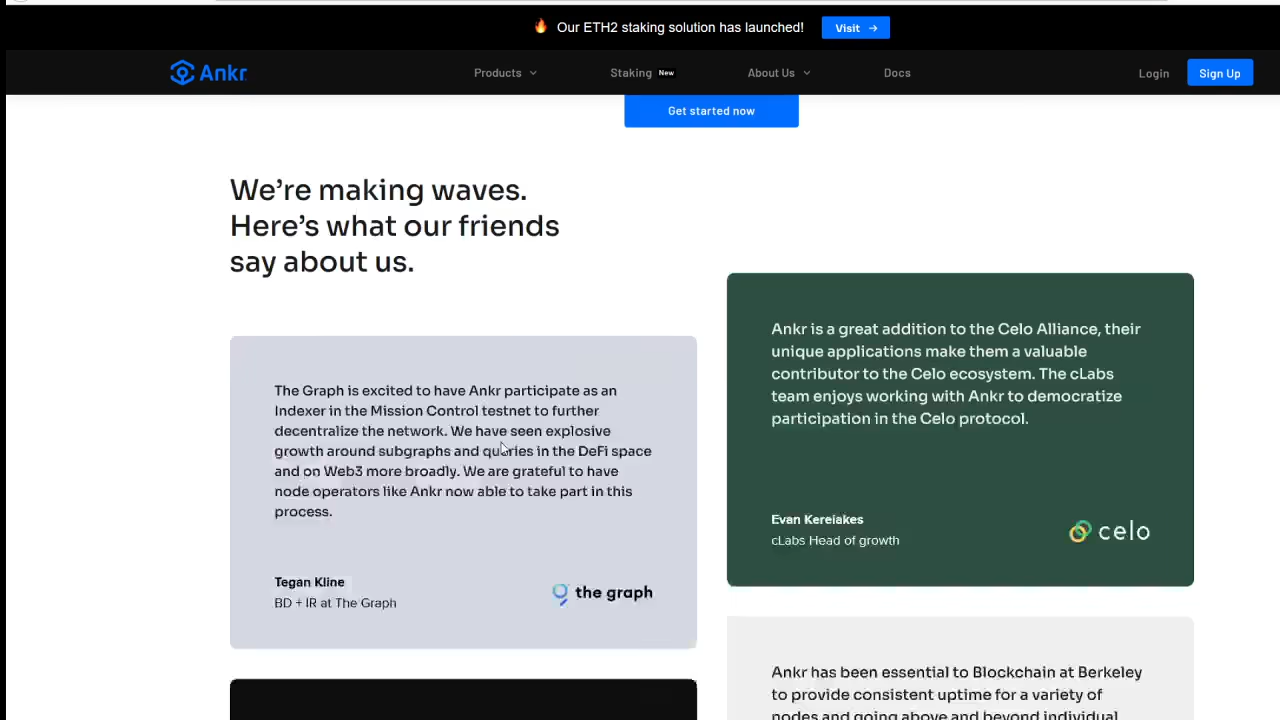 Our ETH2 staking solution has launched!
Visit →
Ankr
Products
Staking New
About Us
Docs
Login
Sign Up
Get started now
We're making waves.
Here's what our friends
say about us.
The Graph is excited to have Ankr participate as an
Indexer in the Mission Control testnet to further
decentralize the network. We have seen explosive
growth around subgraphs and queries in the DeFi space
and on Web3 more broadly. We are grateful to have
node operators like Ankr now able to take part in this
process.
Tegan Kline
BD + IR at The Graph
the graph
Ankr is a great addition to the Celo Alliance, their
unique applications make them a valuable
contributor to the Celo ecosystem. The cLabs
team enjoys working with Ankr to democratize
participation in the Celo protocol.
Evan Kereiakes
cLabs Head of growth
celo
Ankr has been essential to Blockchain at Berkeley
to provide consistent uptime for a variety of
nodes and going above and beyond individual